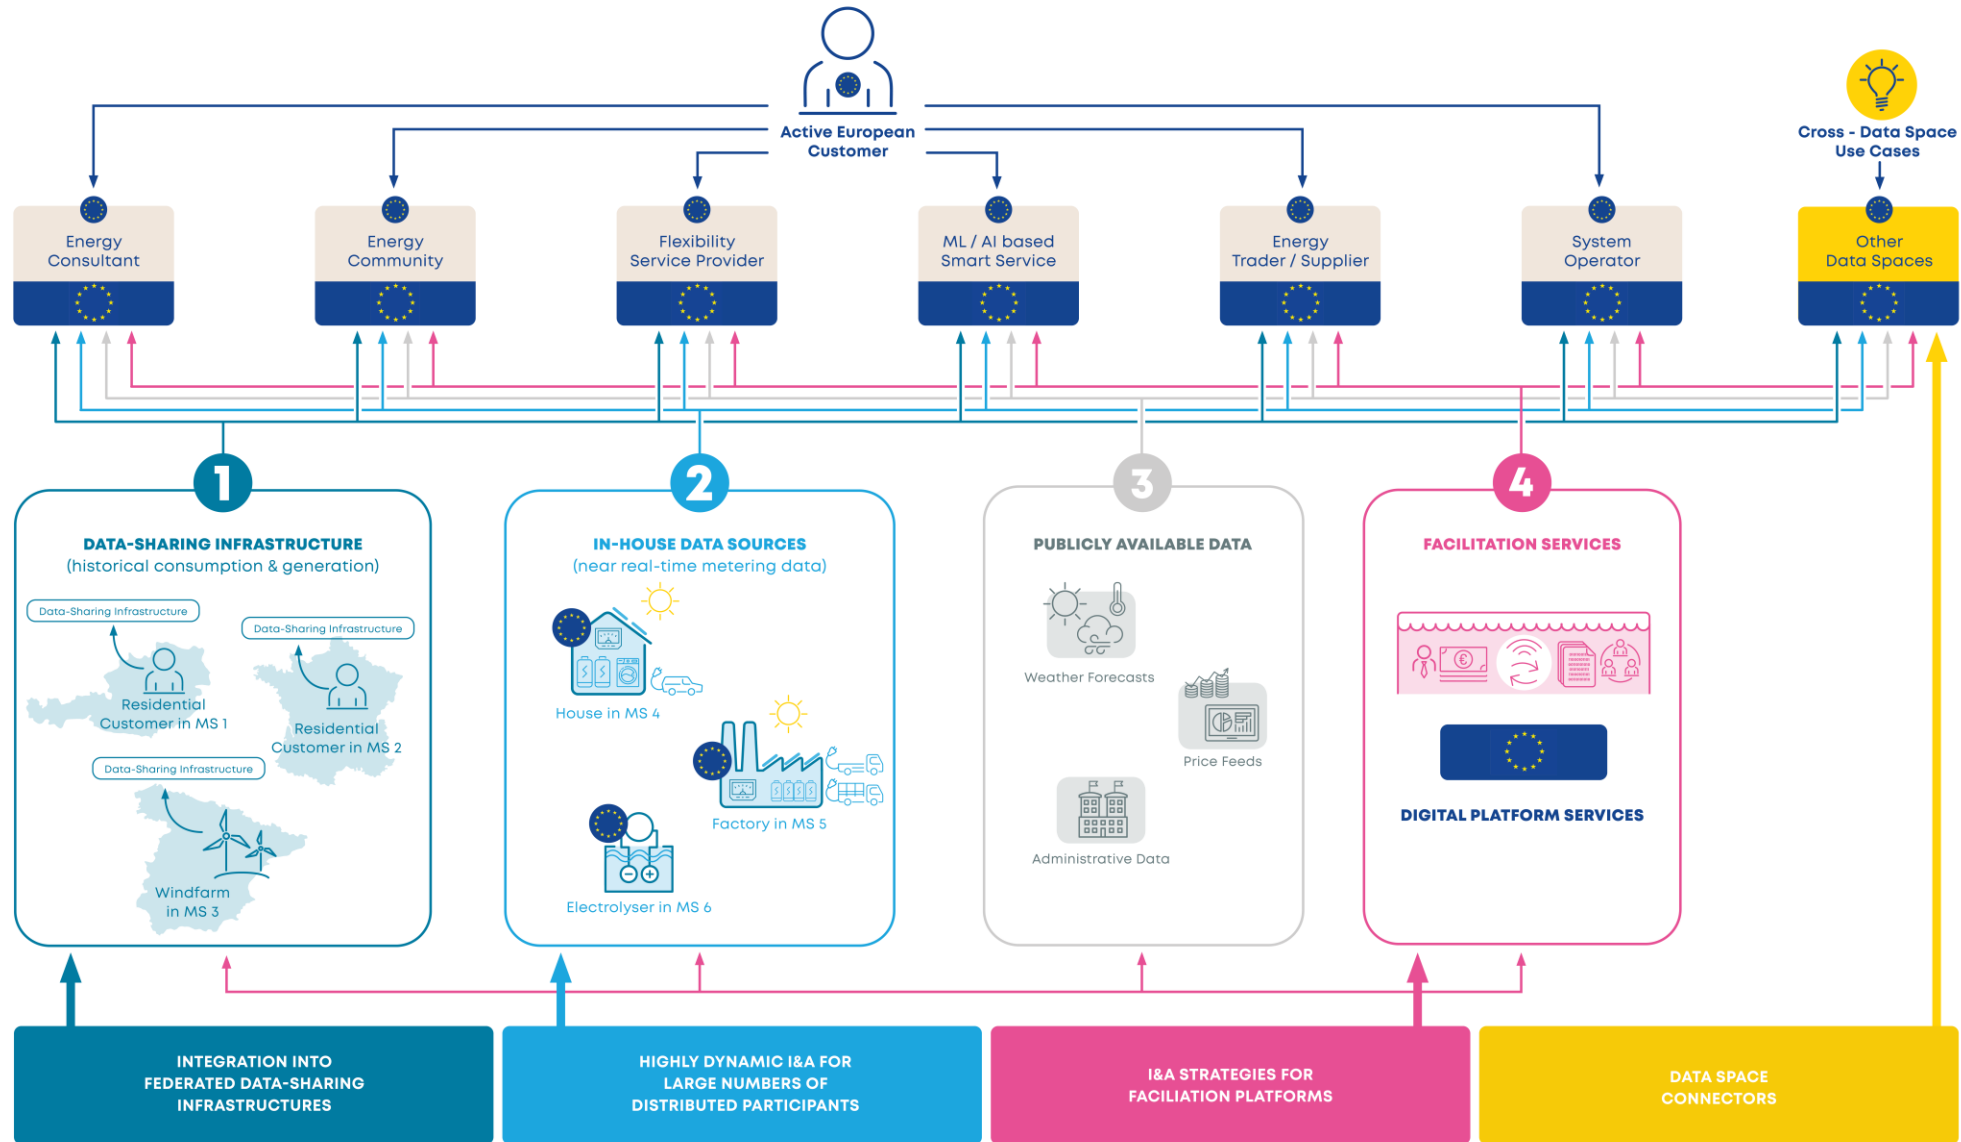 Active European
Customer
Cross - Data Space
Use Cases
Energy
Consultant
Energy
Community
Flexibility
Service Provider
ML / AI based
Smart Service
Energy
Trader / Supplier
System
Operator
Other
Data Spaces
1
2
3
4
DATA-SHARING INFRASTRUCTURE
(historical consumption & generation)
Data-Sharing Infrastructure
Data-Sharing Infrastructure
Residential
Customer in MS 1
Residential
Customer in MS 2
Data-Sharing Infrastructure
Windfarm
in MS 3
IN-HOUSE DATA SOURCES
(near real-time metering data)
House in MS 4
Factory in MS 5
Electrolyser in MS 6
PUBLICLY AVAILABLE DATA
Weather Forecasts
Price Feeds
Administrative Data
FACILITATION SERVICES
€
DIGITAL PLATFORM SERVICES
INTEGRATION INTO
FEDERATED DATA-SHARING
INFRASTRUCTURES
HIGHLY DYNAMIC I&A FOR
LARGE NUMBERS OF
DISTRIBUTED PARTICIPANTS
I&A STRATEGIES FOR
FACILIATION PLATFORMS
DATA SPACE
CONNECTORS